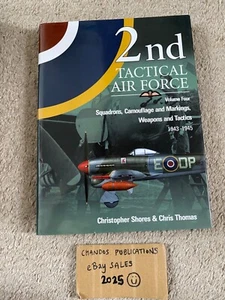 2nd
TACTICAL
AIR FORCE
Volume Four
Squadrons, Camouflage and Markings,
Weapons and Tactics
1943-1945
E DP
Christopher Shores & Chris Thomas
CHANDOS PUBLICATIONS
eBay SALES
2025